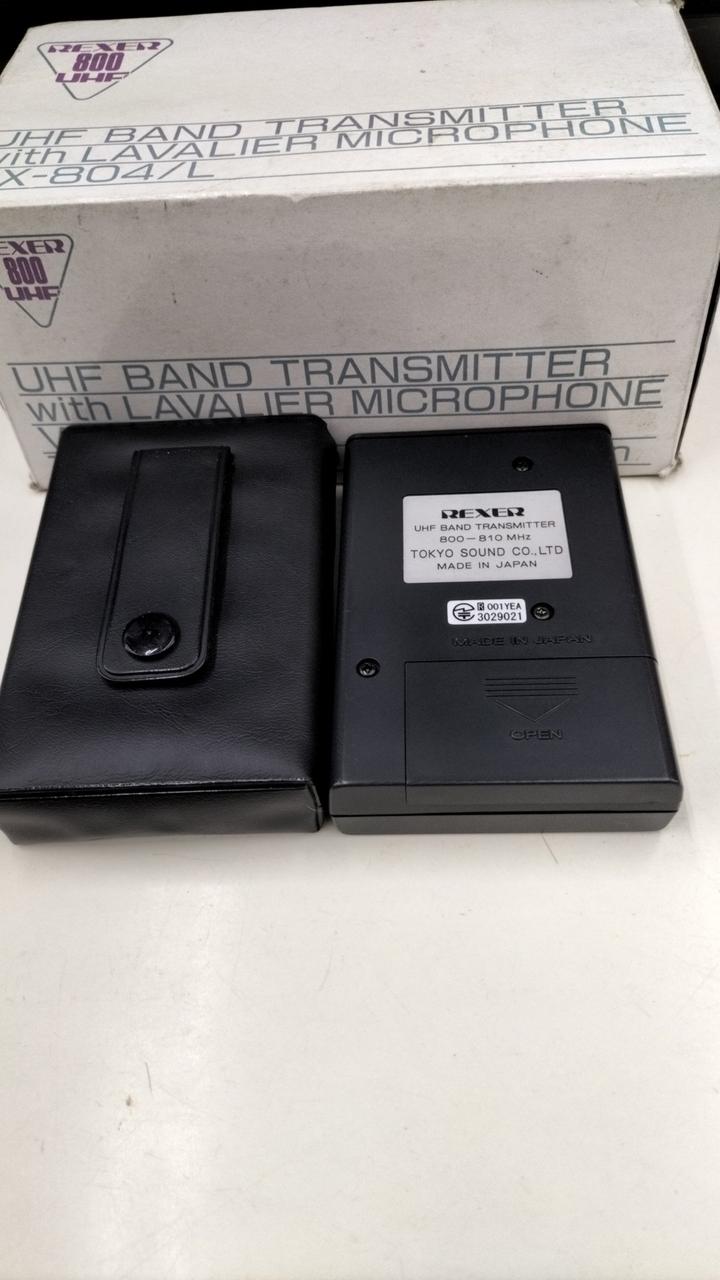 REXER
800
UHF
UHF BAND TRANSMITTER
with LAVALIER MICROPHONE
X-804/L
REXER
800
UHF
UHF BAND TRANSMITTER
with LAVALIER MICROPHONE
REXER
UHF BAND TRANSMITTER
800-810 MHz
TOKYO SOUND CO.,LTD
MADE IN JAPAN
R 001YEA
3029021
MADE IN JAPAN
OPEN